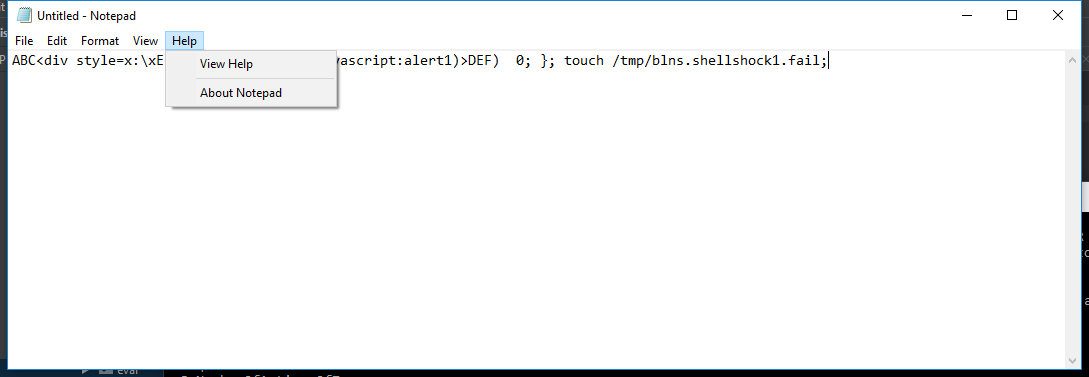 Untitled - Notepad
File Edit Format View Help
ABC<div style=x:\xE vascript:alert1)>DEF)  0; }; touch /tmp/blns.shellshock1.fail;
View Help
About Notepad
eval